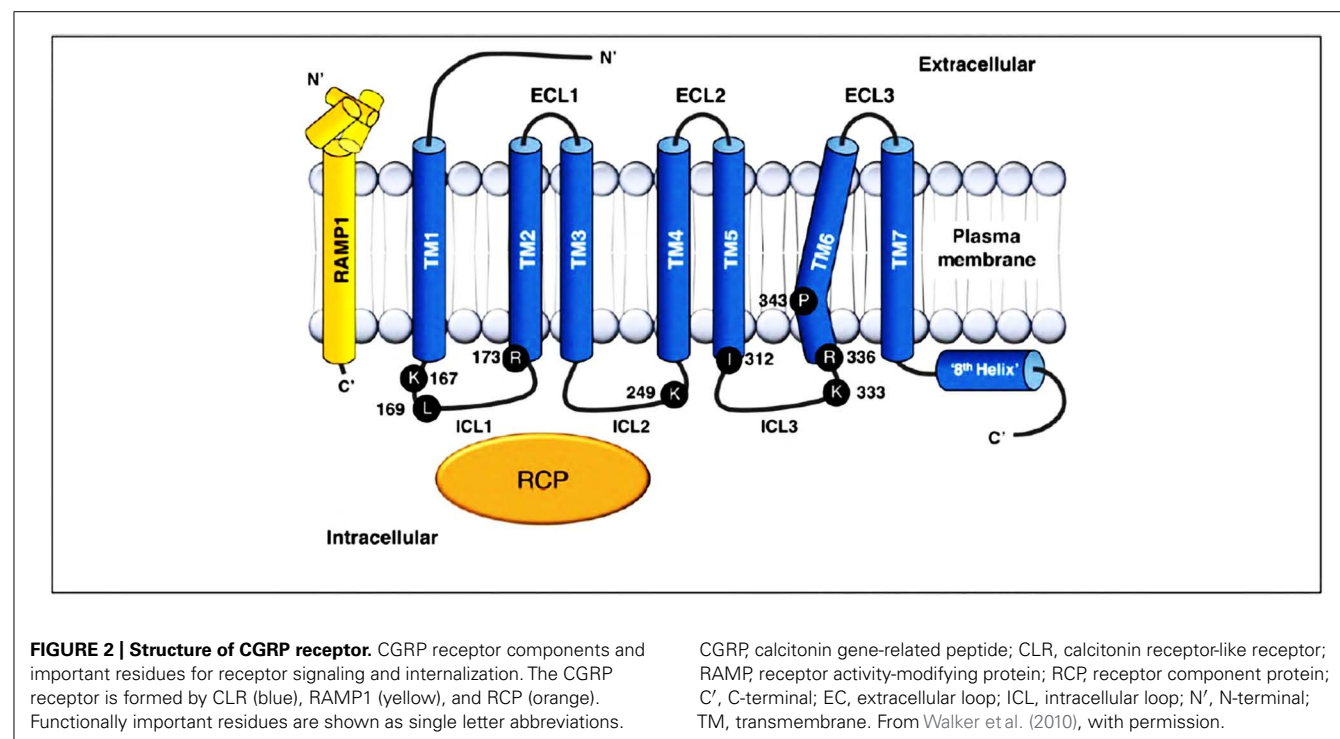 N'
Extracellular
N'
ECL1
ECL2
ECL3
RAMP1
TM1
TM2
TM3
TM4
TM5
TM6
TM7
Plasma
membrane
343 P
173 R
I 312
R 336
K 167
249 K
K 333
'8th Helix'
169 L
C'
ICL1
ICL2
ICL3
C'
RCP
Intracellular
FIGURE 2 | Structure of CGRP receptor. CGRP receptor components and
important residues for receptor signaling and internalization. The CGRP
receptor is formed by CLR (blue), RAMP1 (yellow), and RCP (orange).
Functionally important residues are shown as single letter abbreviations.
CGRP, calcitonin gene-related peptide; CLR, calcitonin receptor-like receptor;
RAMP, receptor activity-modifying protein; RCP, receptor component protein;
C′, C-terminal; EC, extracellular loop; ICL, intracellular loop; N′, N-terminal;
TM, transmembrane. From Walker et al. (2010), with permission.